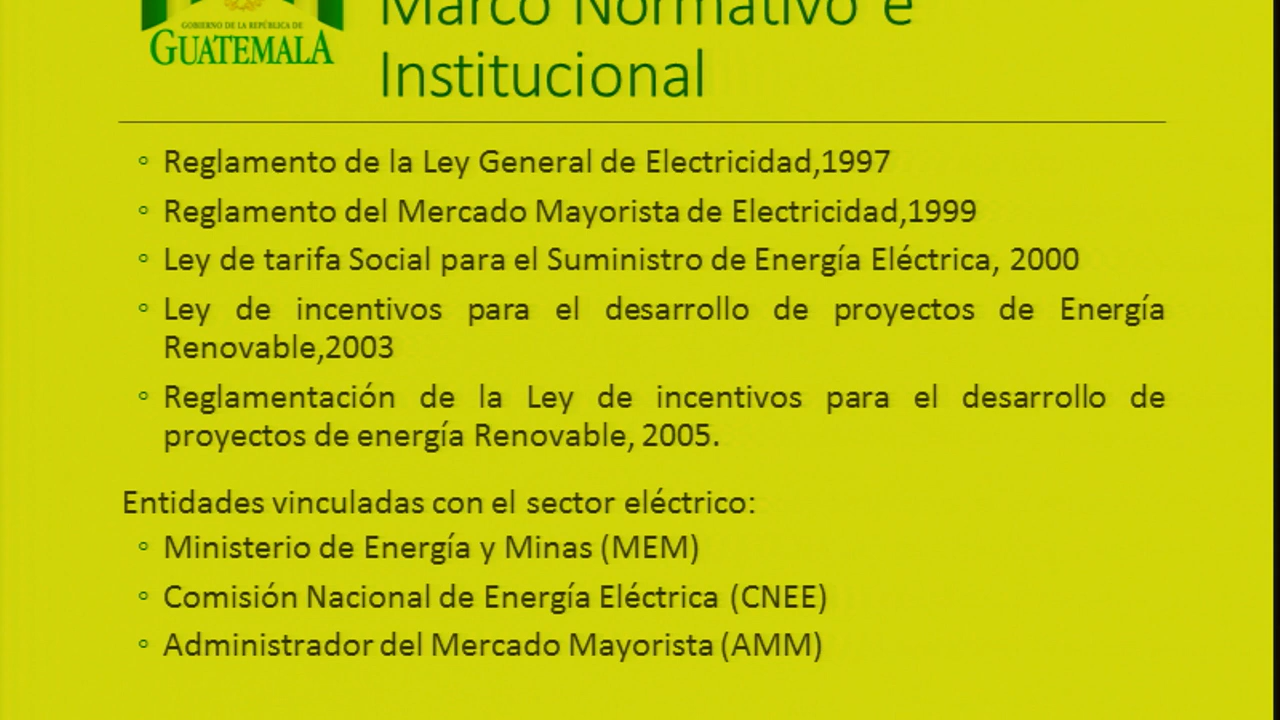 GOBIERNO DE LA REPÚBLICA DE
GUATEMALA
Marco Normativo e
Institucional
Reglamento de la Ley General de Electricidad,1997
Reglamento del Mercado Mayorista de Electricidad,1999
Ley de tarifa Social para el Suministro de Energía Eléctrica, 2000
Ley de incentivos para el desarrollo de proyectos de Energía
Renovable,2003
Reglamentación de la Ley de incentivos para el desarrollo de
proyectos de energía Renovable, 2005.
Entidades vinculadas con el sector eléctrico:
Ministerio de Energía y Minas (MEM)
Comisión Nacional de Energía Eléctrica (CNEE)
Administrador del Mercado Mayorista (AMM)